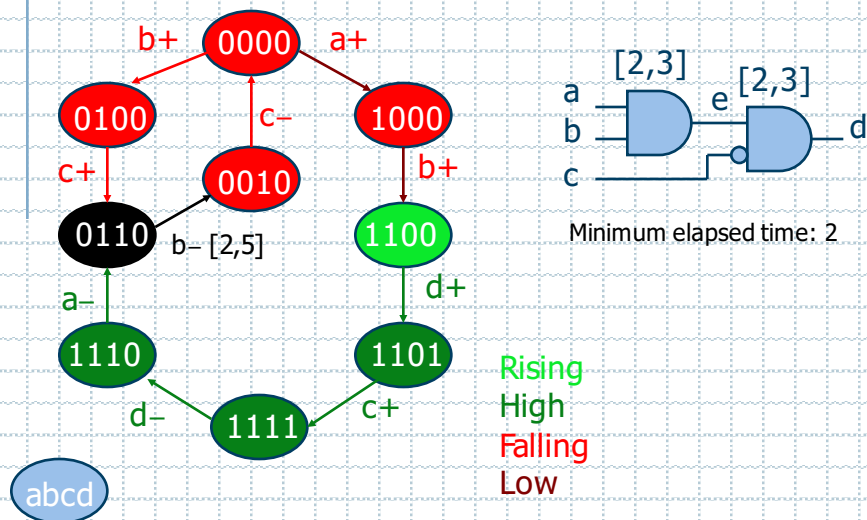 b+
0000
a+
0100
c–
1000
c+
0010
b+
0110
b– [2,5]
1100
a–
d+
1110
1101
d–
1111
c+
abcd
[2,3]
[2,3]
a
e
b
d
c
Minimum elapsed time: 2
Rising
High
Falling
Low